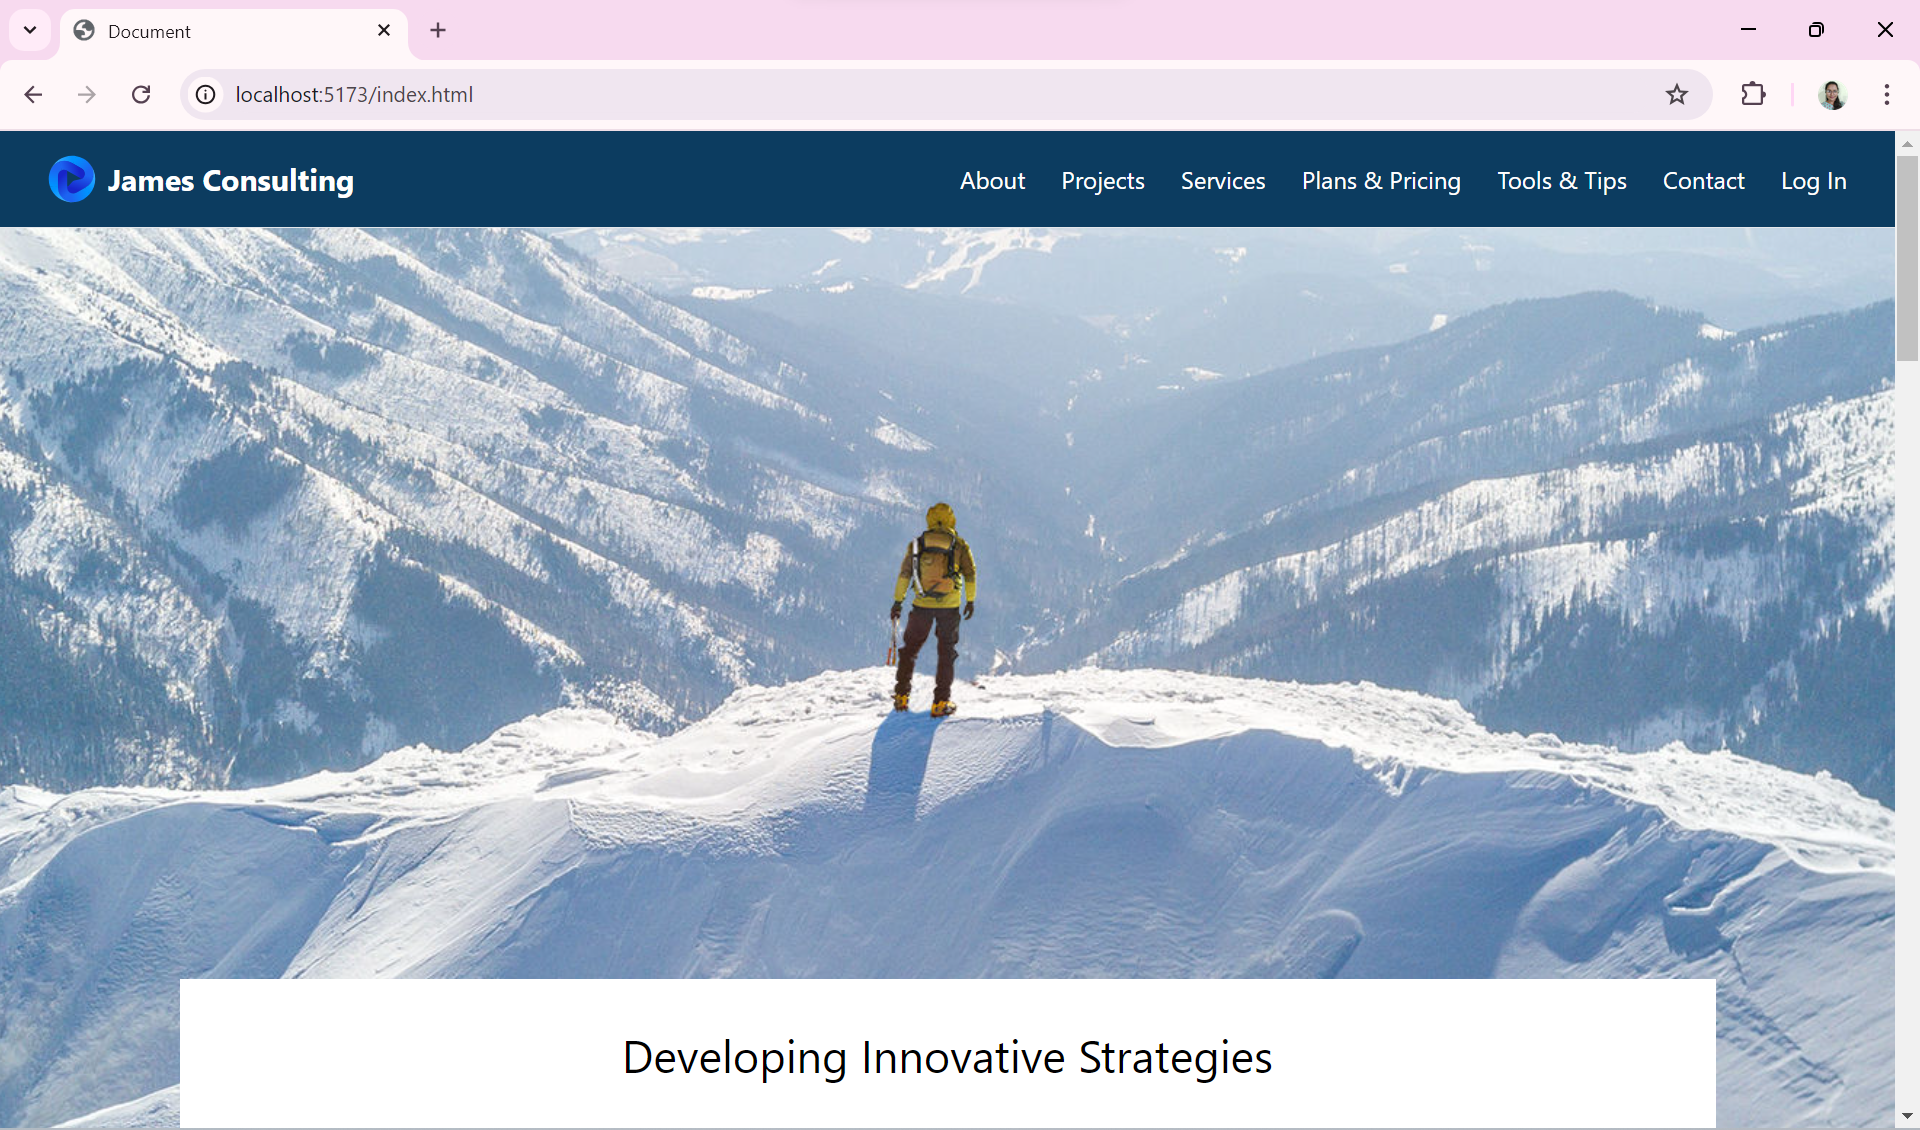 Document
localhost:5173/index.html
James Consulting
About Projects Services Plans & Pricing Tools & Tips Contact Log In
Developing Innovative Strategies